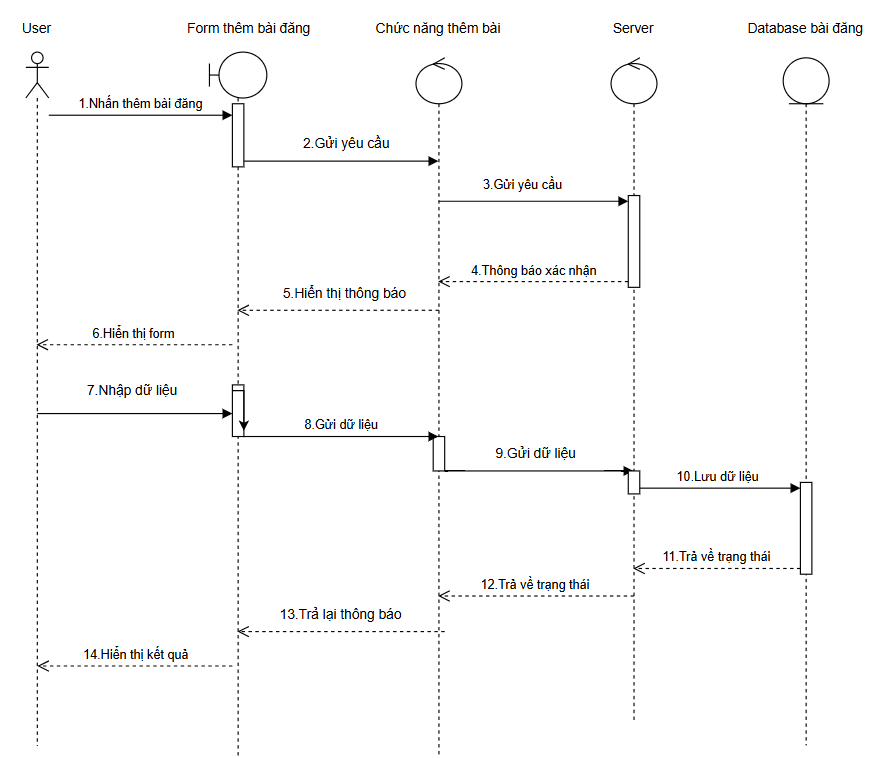 User
Form thêm bài đăng
Chức năng thêm bài
Server
Database bài đăng
1.Nhấn thêm bài đăng
2.Gửi yêu cầu
3.Gửi yêu cầu
4.Thông báo xác nhận
5.Hiển thị thông báo
6.Hiển thị form
7.Nhập dữ liệu
8.Gửi dữ liệu
9.Gửi dữ liệu
10.Lưu dữ liệu
11.Trả về trạng thái
12.Trả về trạng thái
13.Trả lại thông báo
14.Hiển thị kết quả